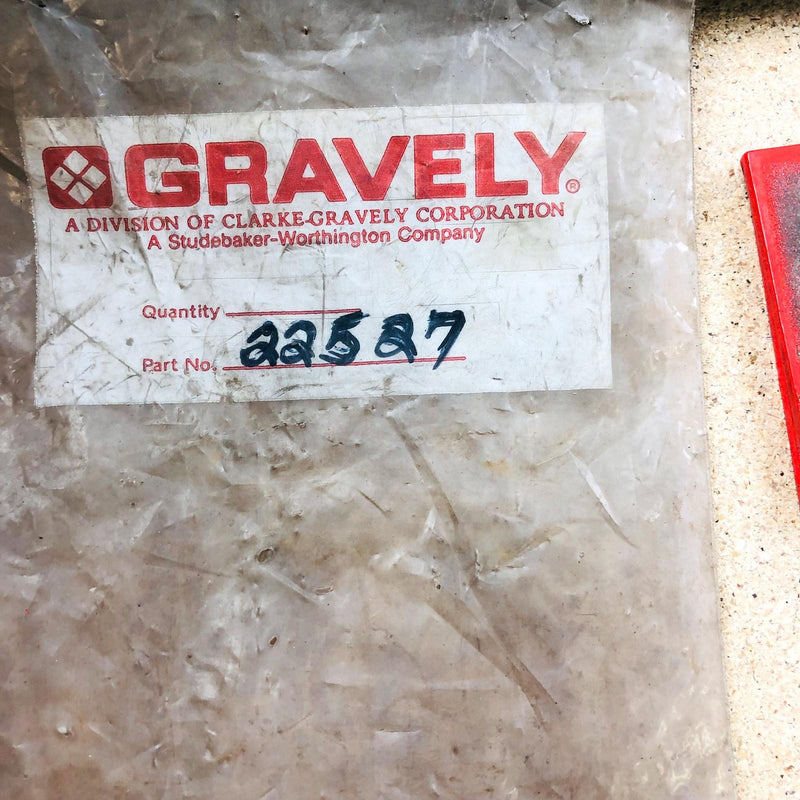 GRAVELY®
A DIVISION OF CLARKE-GRAVELY CORPORATION
A Studebaker-Worthington Company
Quantity
Part No. 22527